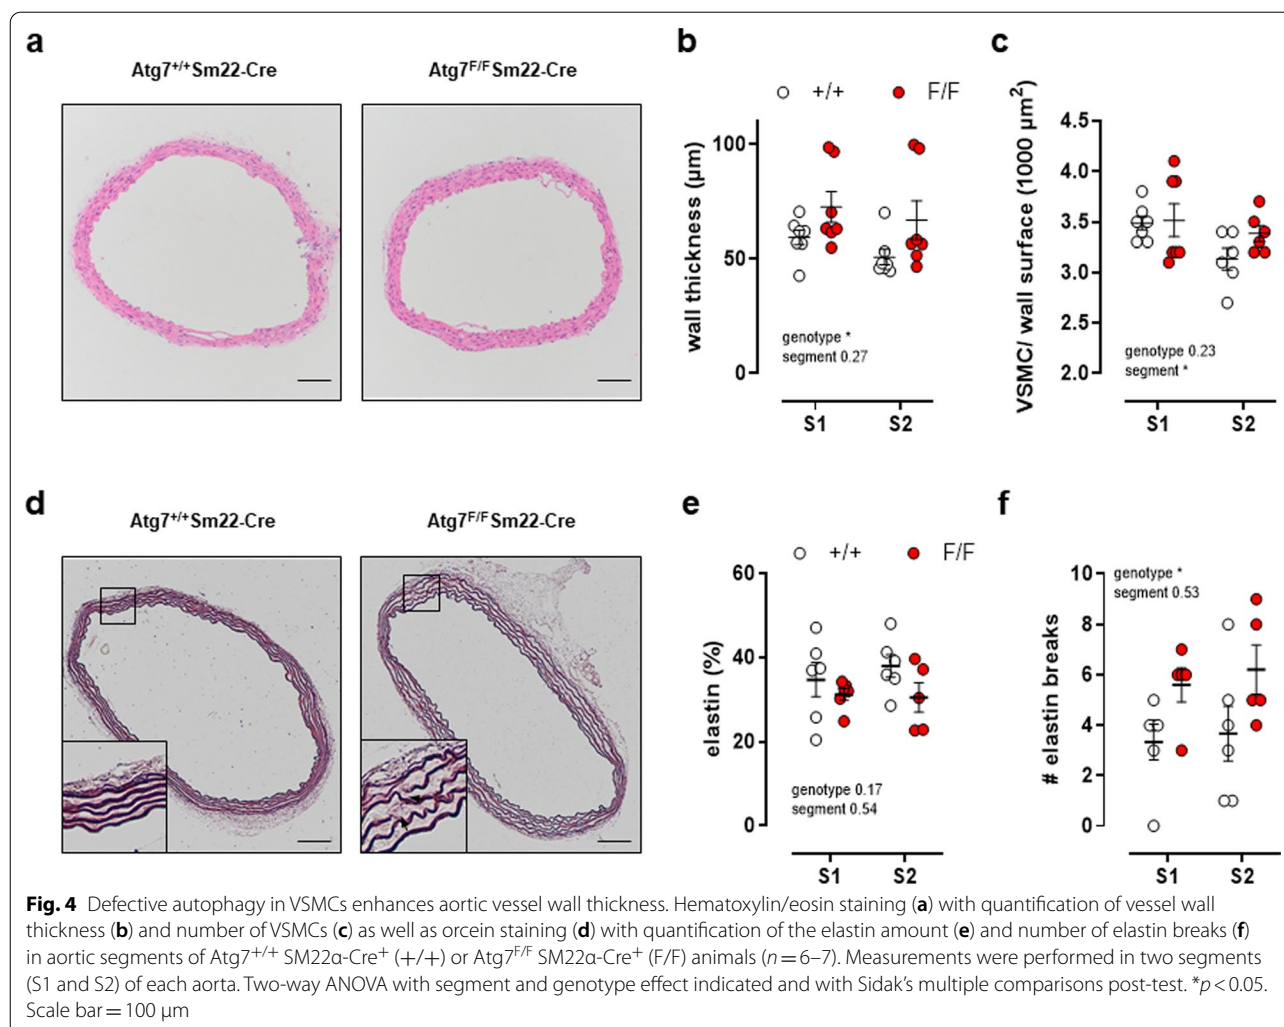 a
Atg7+/+Sm22-Cre
Atg7F/F Sm22-Cre
b
+/+
F/F
wall thickness (µm)
100
50
0
genotype *
segment 0.27
S1
S2
c
VSMC/ wall surface (1000 µm²)
4.5
4.0
3.5
3.0
2.5
2.0
genotype 0.23
segment *
S1
S2
d
Atg7+/+Sm22-Cre
Atg7F/F Sm22-Cre
e
+/+
F/F
elastin (%)
60
40
20
0
genotype 0.17
segment 0.54
S1
S2
f
# elastin breaks
10
8
6
4
2
0
genotype *
segment 0.53
S1
S2
Fig. 4 Defective autophagy in VSMCs enhances aortic vessel wall thickness. Hematoxylin/eosin staining (a) with quantification of vessel wall
thickness (b) and number of VSMCs (c) as well as orcein staining (d) with quantification of the elastin amount (e) and number of elastin breaks (f)
in aortic segments of Atg7+/+ SM22α-Cre+ (+/+) or Atg7F/F SM22α-Cre+ (F/F) animals (n = 6–7). Measurements were performed in two segments
(S1 and S2) of each aorta. Two-way ANOVA with segment and genotype effect indicated and with Sidak's multiple comparisons post-test. *p < 0.05.
Scale bar = 100 µm